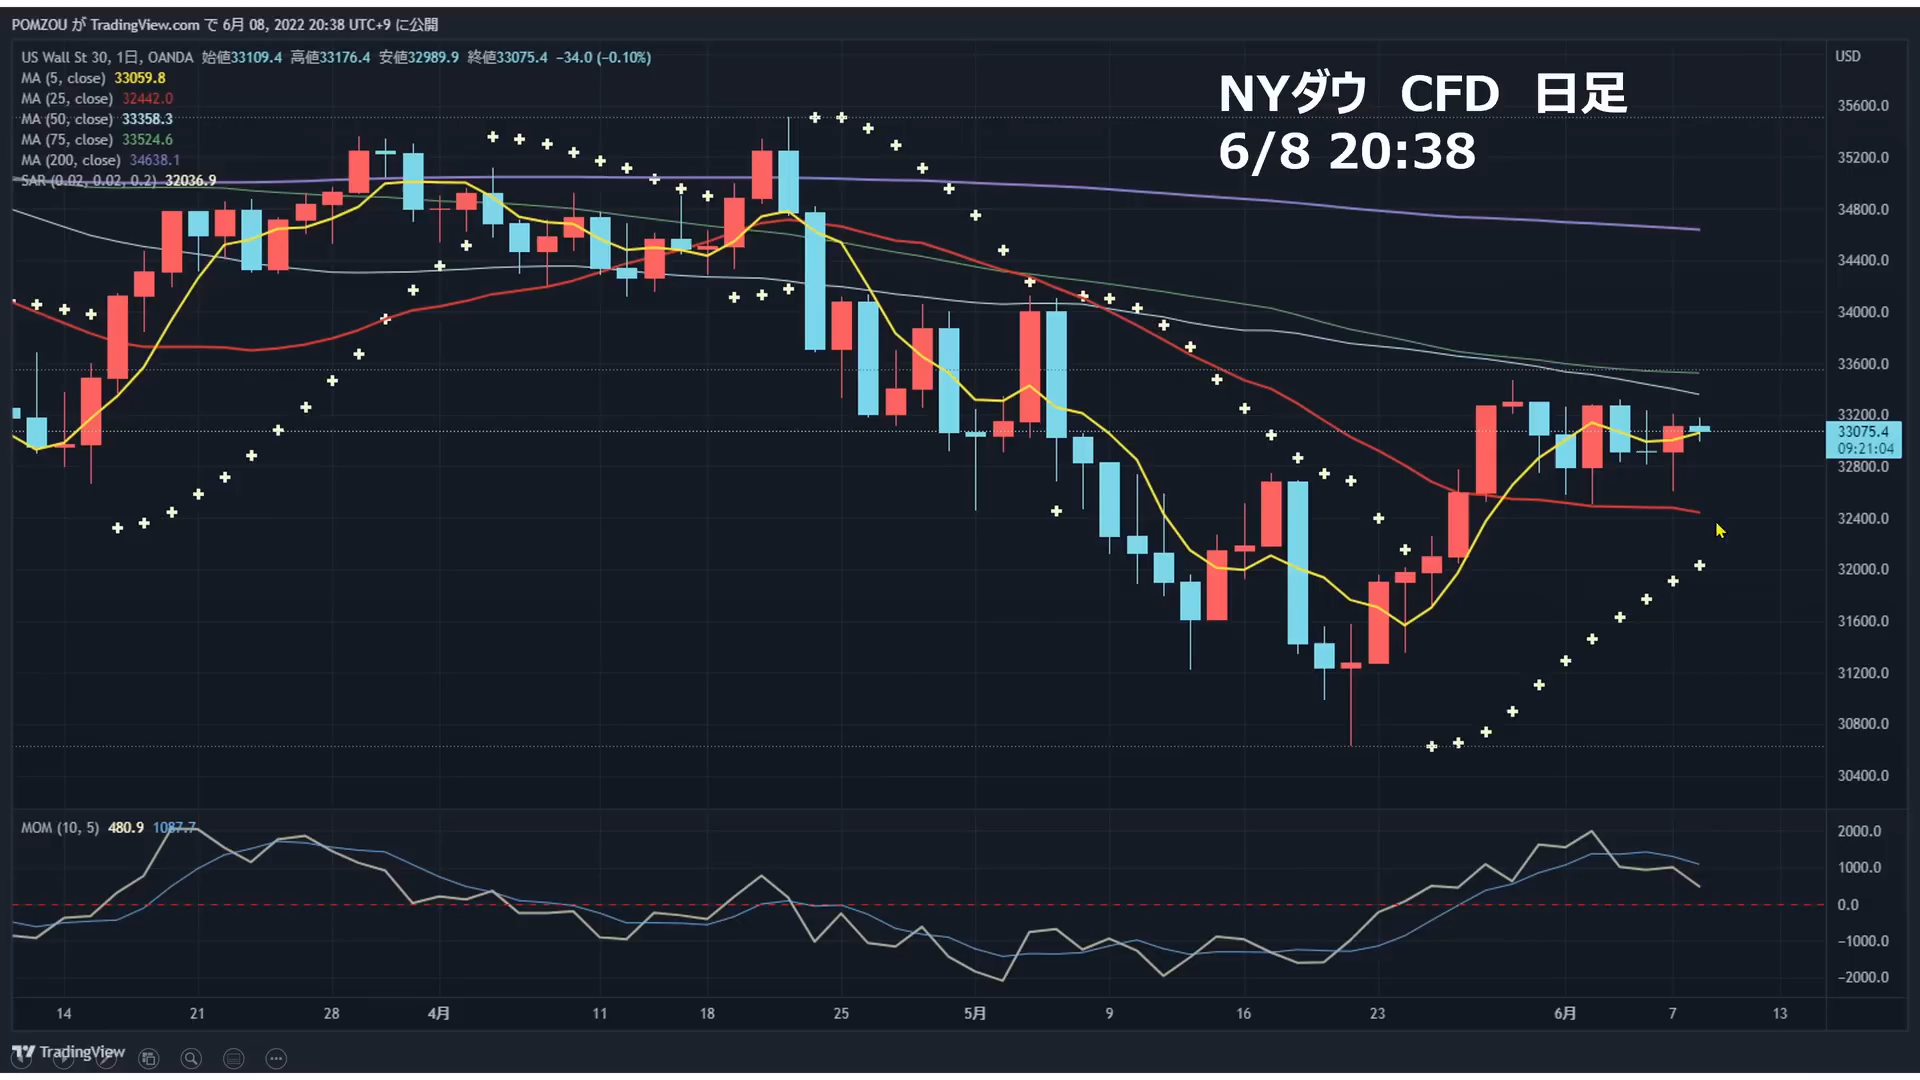 POMZOU が TradingView.com で 6月 08, 2022 20:38 UTC+9 に公開
US Wall St 30, 1日, OANDA 始値33109.4 高値33176.4 安値32989.9 終値33075.4 −34.0 (−0.10%)
MA (5, close) 33059.8
MA (25, close) 32442.0
MA (50, close) 33358.3
MA (75, close) 33524.6
MA (200, close) 34638.1
SAR (0.02, 0.02, 0.2) 32036.9
NYダウ CFD 日足
6/8 20:38
USD
35600.0
35200.0
34800.0
34400.0
34000.0
33600.0
33200.0
33075.4
09:21:04
32800.0
32400.0
32000.0
31600.0
31200.0
30800.0
30400.0
MOM (10, 5) 480.9 1087.7
2000.0
1000.0
0.0
−1000.0
−2000.0
14 21 28 4月 11 18 25 5月 9 16 23 6月 7 13
TradingView